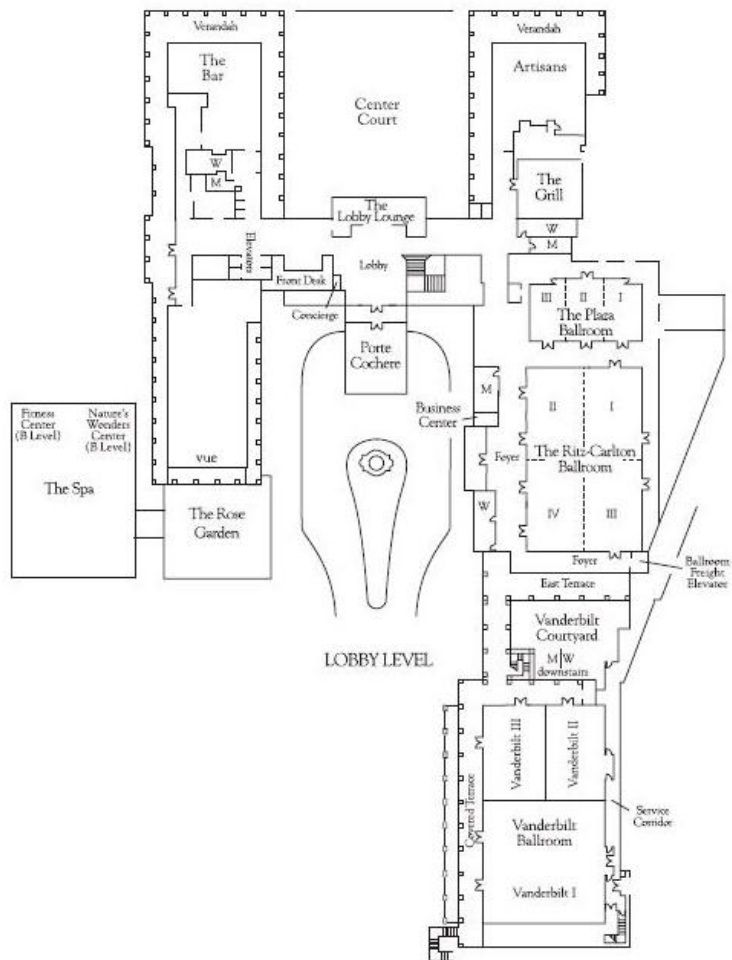 Verandah
Verandah
The
Bar
Artisans
Center
Court
W
M
The
Grill
The
Lobby Lounge
W
M
Elevators
Lobby
Front Desk
Concierge
III
II
I
The Plaza
Ballroom
Porte
Cochere
M
Business
Center
II
I
Fitness
Center
(B Level)
Nature's
Wonders
Center
(B Level)
vue
Foyer
The Ritz-Carlton
Ballroom
The Spa
The Rose
Garden
W
IV
III
Foyer
Ballroom
Freight
Elevator
East Terrace
Vanderbilt
Courtyard
LOBBY LEVEL
M W
downstairs
Vanderbilt III
Vanderbilt II
Covered Terrace
Service
Corridor
Vanderbilt
Ballroom
Vanderbilt I